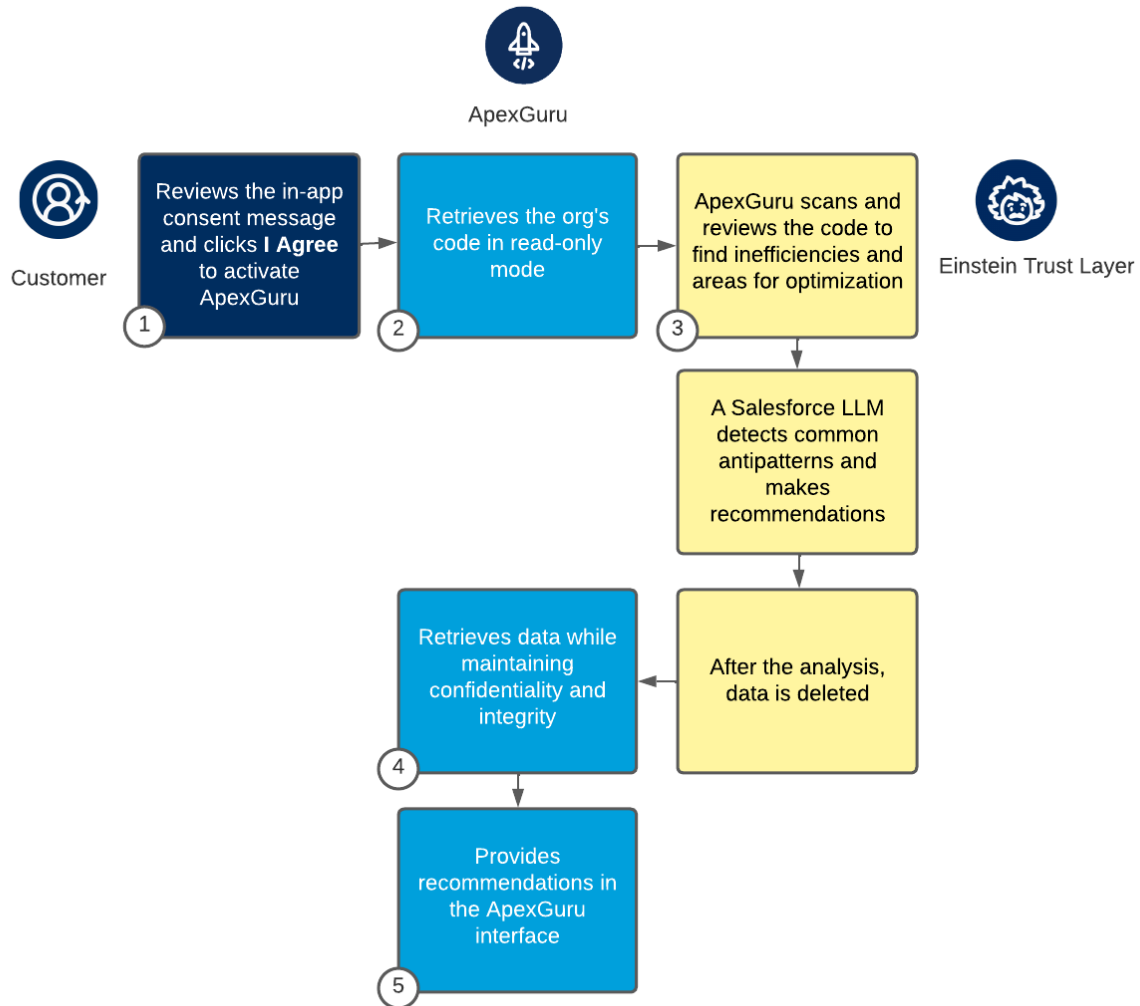 ApexGuru
Customer
Reviews the in-app
consent message
and clicks I Agree
to activate
ApexGuru
1
Retrieves the org's
code in read-only
mode
2
ApexGuru scans and
reviews the code to
find inefficiencies and
areas for optimization
3
Einstein Trust Layer
A Salesforce LLM
detects common
antipatterns and
makes
recommendations
After the analysis,
data is deleted
Retrieves data while
maintaining
confidentiality and
integrity
4
Provides
recommendations in
the ApexGuru
interface
5